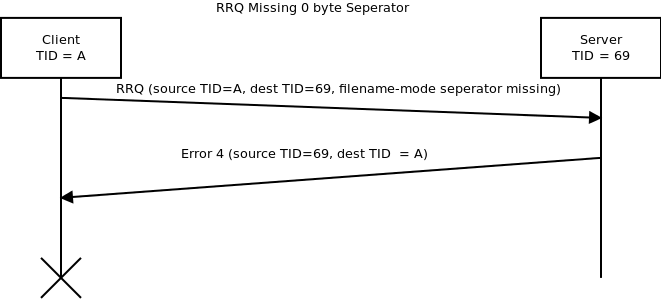 RRQ Missing 0 byte Seperator
Client
TID = A
Server
TID = 69
RRQ (source TID=A, dest TID=69, filename-mode seperator missing)
Error 4 (source TID=69, dest TID  = A)